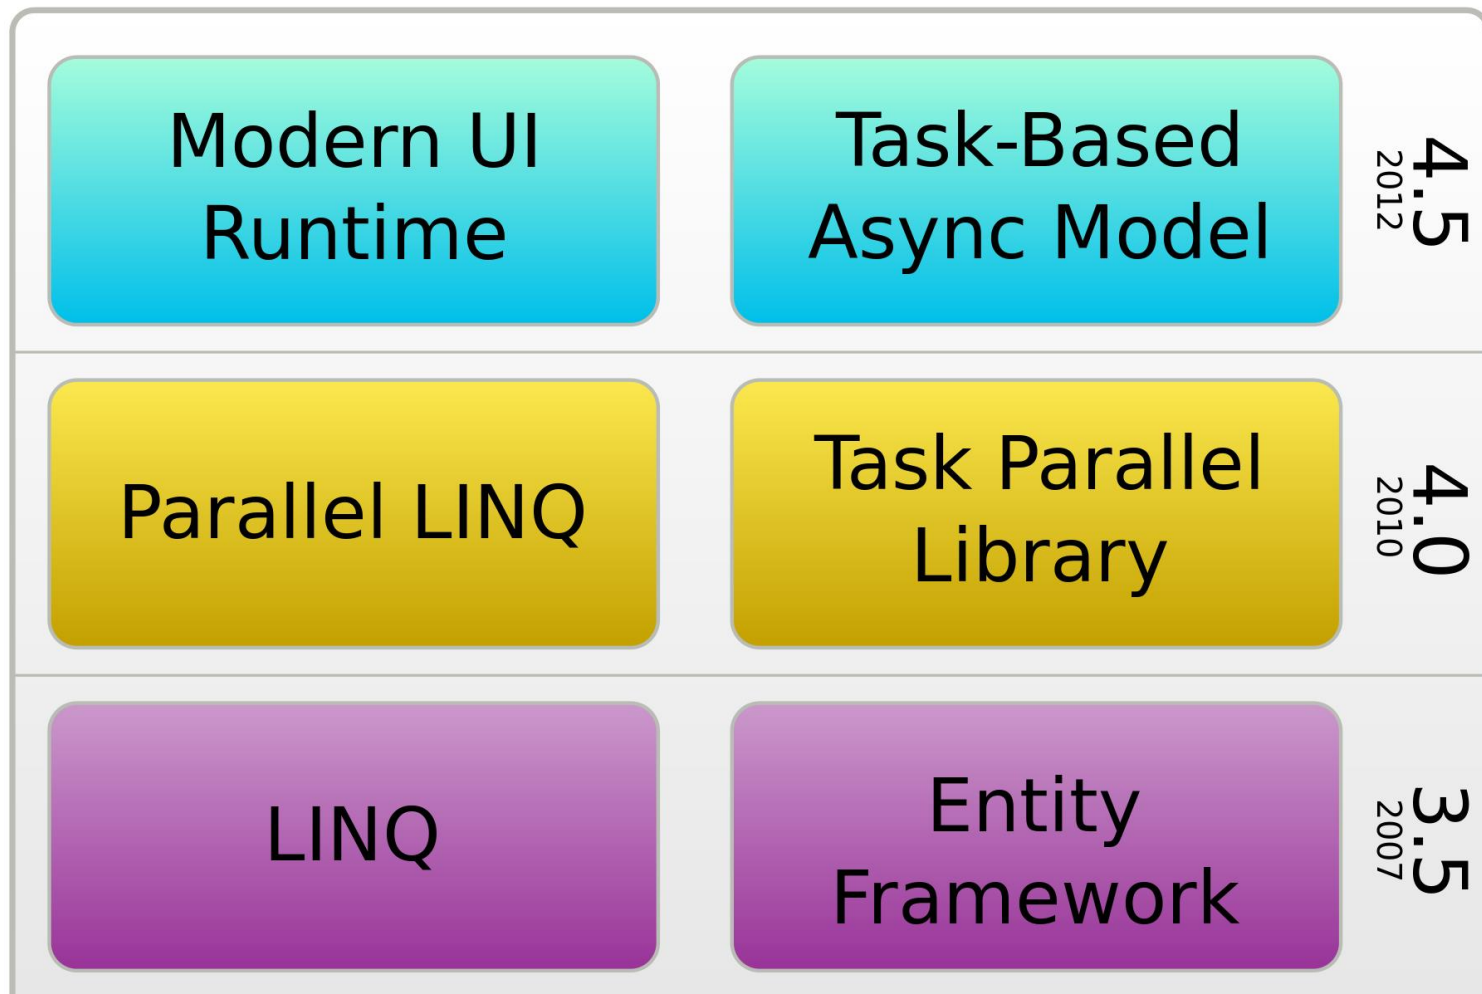 Modern UI
Runtime
Task-Based
Async Model
4.5
2012
Parallel LINQ
Task Parallel
Library
4.0
2010
LINQ
Entity
Framework
3.5
2007